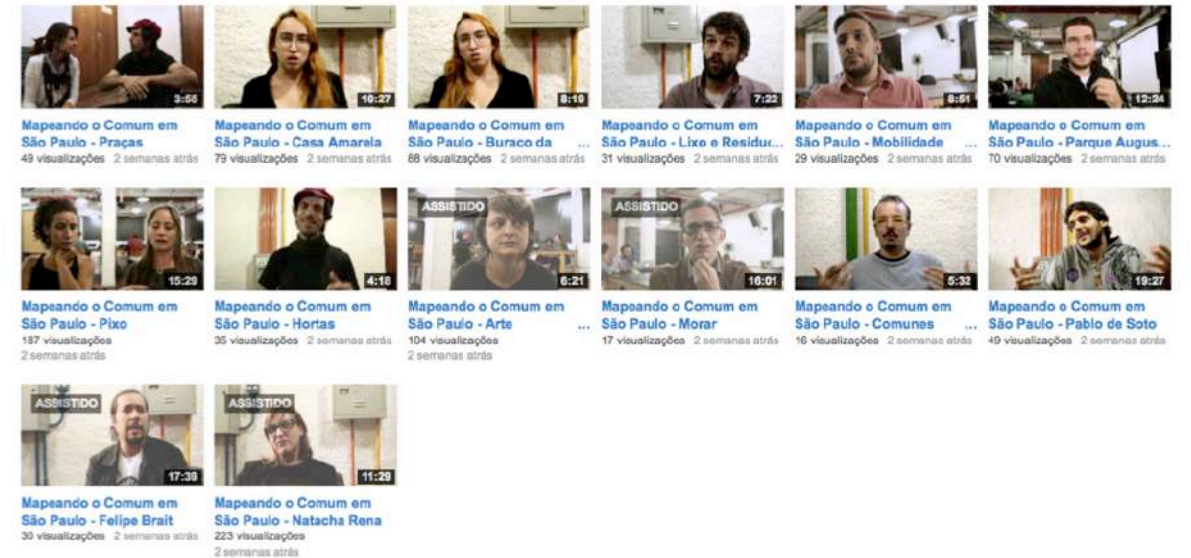 3:56
10:27
8:19
7:22
8:51
12:24
Mapeando o Comum em
São Paulo - Praças
49 visualizações 2 semanas atrás
Mapeando o Comum em
São Paulo - Casa Amarela
79 visualizações 2 semanas atrás
Mapeando o Comum em
São Paulo - Buraco da ...
88 visualizações 2 semanas atrás
Mapeando o Comum em
São Paulo - Lixo e Resíduc...
31 visualizações 2 semanas atrás
Mapeando o Comum em
São Paulo - Mobilidade ...
29 visualizações 2 semanas atrás
Mapeando o Comum em
São Paulo - Parque Augus...
70 visualizações 2 semanas atrás
15:29
4:18
ASSISTIDO
6:21
ASSISTIDO
16:01
5:32
19:27
Mapeando o Comum em
São Paulo - Pixo
187 visualizações
2 semanas atrás
Mapeando o Comum em
São Paulo - Hortas
35 visualizações 2 semanas atrás
Mapeando o Comum em
São Paulo - Arte ...
104 visualizações
2 semanas atrás
Mapeando o Comum em
São Paulo - Morar
17 visualizações 2 semanas atrás
Mapeando o Comum em
São Paulo - Comunes ...
16 visualizações 2 semanas atrás
Mapeando o Comum em
São Paulo - Pablo de Soto
49 visualizações 2 semanas atrás
ASSISTIDO
17:39
ASSISTIDO
11:29
Mapeando o Comum em
São Paulo - Felipe Brait
30 visualizações 2 semanas atrás
Mapeando o Comum em
São Paulo - Natacha Rena
223 visualizações
2 semanas atrás